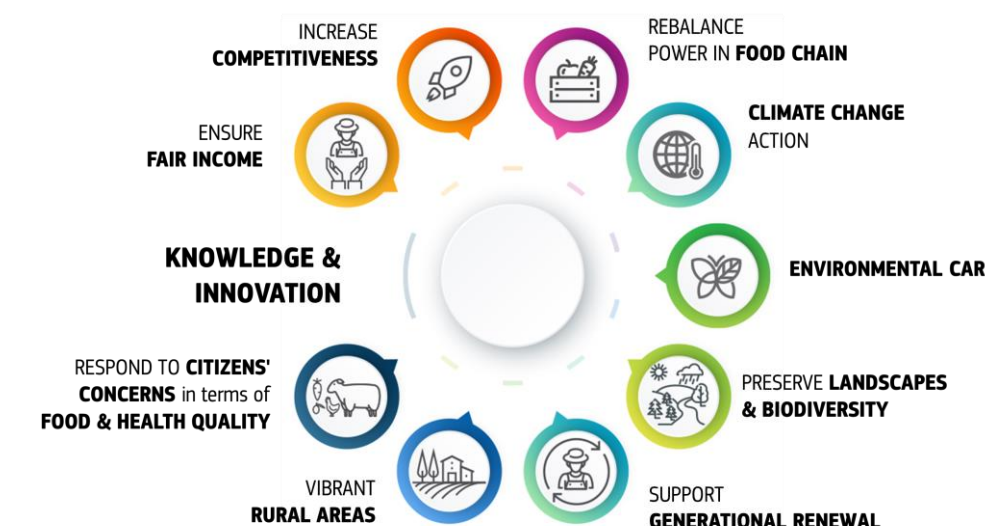 INCREASE
COMPETITIVENESS
REBALANCE
POWER IN FOOD CHAIN
CLIMATE CHANGE
ACTION
ENSURE
FAIR INCOME
KNOWLEDGE &
INNOVATION
ENVIRONMENTAL CAR
RESPOND TO CITIZENS'
CONCERNS in terms of
FOOD & HEALTH QUALITY
PRESERVE LANDSCAPES
& BIODIVERSITY
VIBRANT
RURAL AREAS
SUPPORT
GENERATIONAL RENEWAL